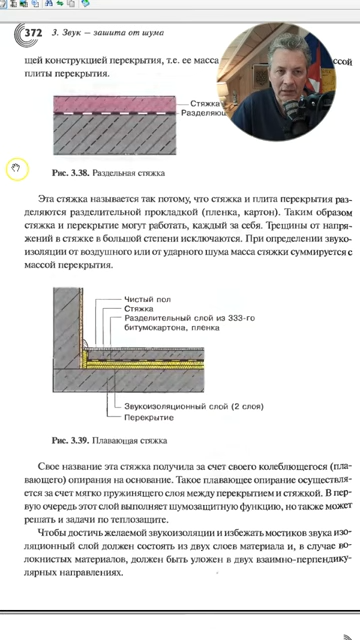 372 3. Звук — защита от шума
щей конструкцией перекрытия, т.е. ее масса
плиты перекрытия.
Стяжка
Рис. 3.38. Раздельная стяжка
Эта стяжка называется так потому, что стяжка и плита перекрытия раз-
деляются разделительной прокладкой (пленка, картон). Таким образом
стяжка и перекрытие могут работать, каждый за себя. Трещины от напря-
жений в стяжке в большой степени исключаются. При определении звуко-
изоляции от воздушного или от ударного шума масса стяжки суммируется с
массой перекрытия.
Чистый пол
Стяжка
Разделительный слой из 333-го
битумокартона, пленка
Звукоизоляционный слой (2 слоя)
Перекрытие
Рис. 3.39. Плавающая стяжка
Свое название эта стяжка получила за счет своего колеблющегося (пла-
вающего) опирания на основание. Такое плавающее опирание осуществля-
ется за счет мягко пружинящего слоя между перекрытием и стяжкой. В пер-
вую очередь этот слой выполняет шумозащитную функцию, но также может
решать и задачи по теплозащите.
Чтобы достичь желаемой звукоизоляции и избежать мостиков звука изо-
ляционный слой должен состоять из двух слоев материала и, в случае во-
локнистых материалов, должен быть уложен в двух взаимно-перпендику-
лярных направлениях.